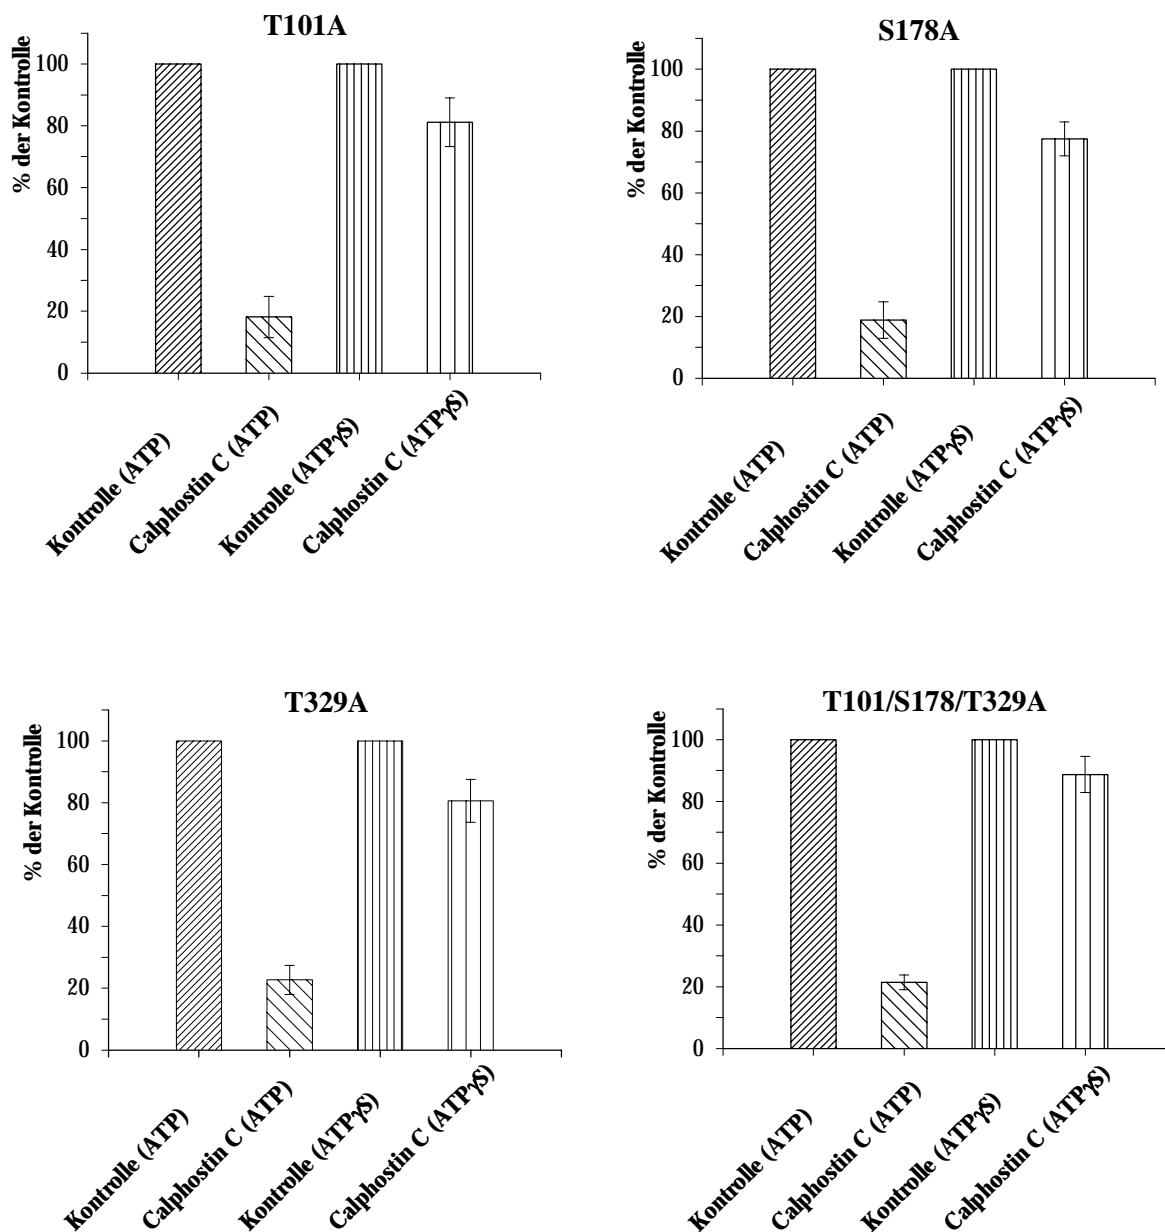 T101A
% der Kontrolle
100
80
60
40
20
0
Kontrolle (ATP)
Calphostin C (ATP)
Kontrolle (ATPγS)
Calphostin C (ATPγS)
S178A
% der Kontrolle
100
80
60
40
20
0
Kontrolle (ATP)
Calphostin C (ATP)
Kontrolle (ATPγS)
Calphostin C (ATPγS)
T329A
% der Kontrolle
100
80
60
40
20
0
Kontrolle (ATP)
Calphostin C (ATP)
Kontrolle (ATPγS)
Calphostin C (ATPγS)
T101/S178/T329A
% der Kontrolle
100
80
60
40
20
0
Kontrolle (ATP)
Calphostin C (ATP)
Kontrolle (ATPγS)
Calphostin C (ATPγS)